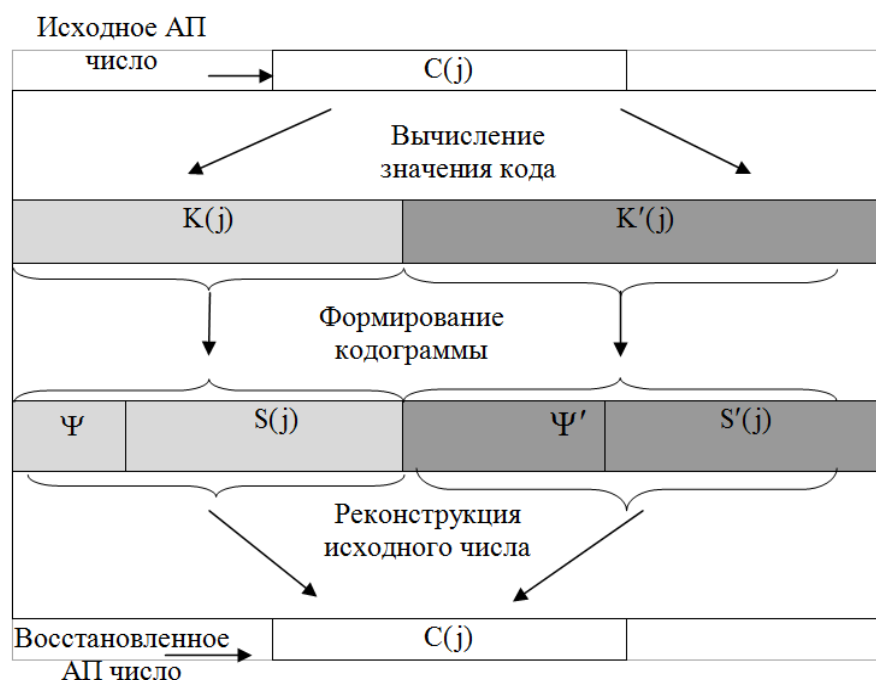 Исходное АП
число
C(j)
Вычисление
значения кода
K(j)
K′(j)
Формирование
кодограммы
Ψ
S(j)
Ψ′
S′(j)
Реконструкция
исходного числа
Восстановленное
АП число
C(j)